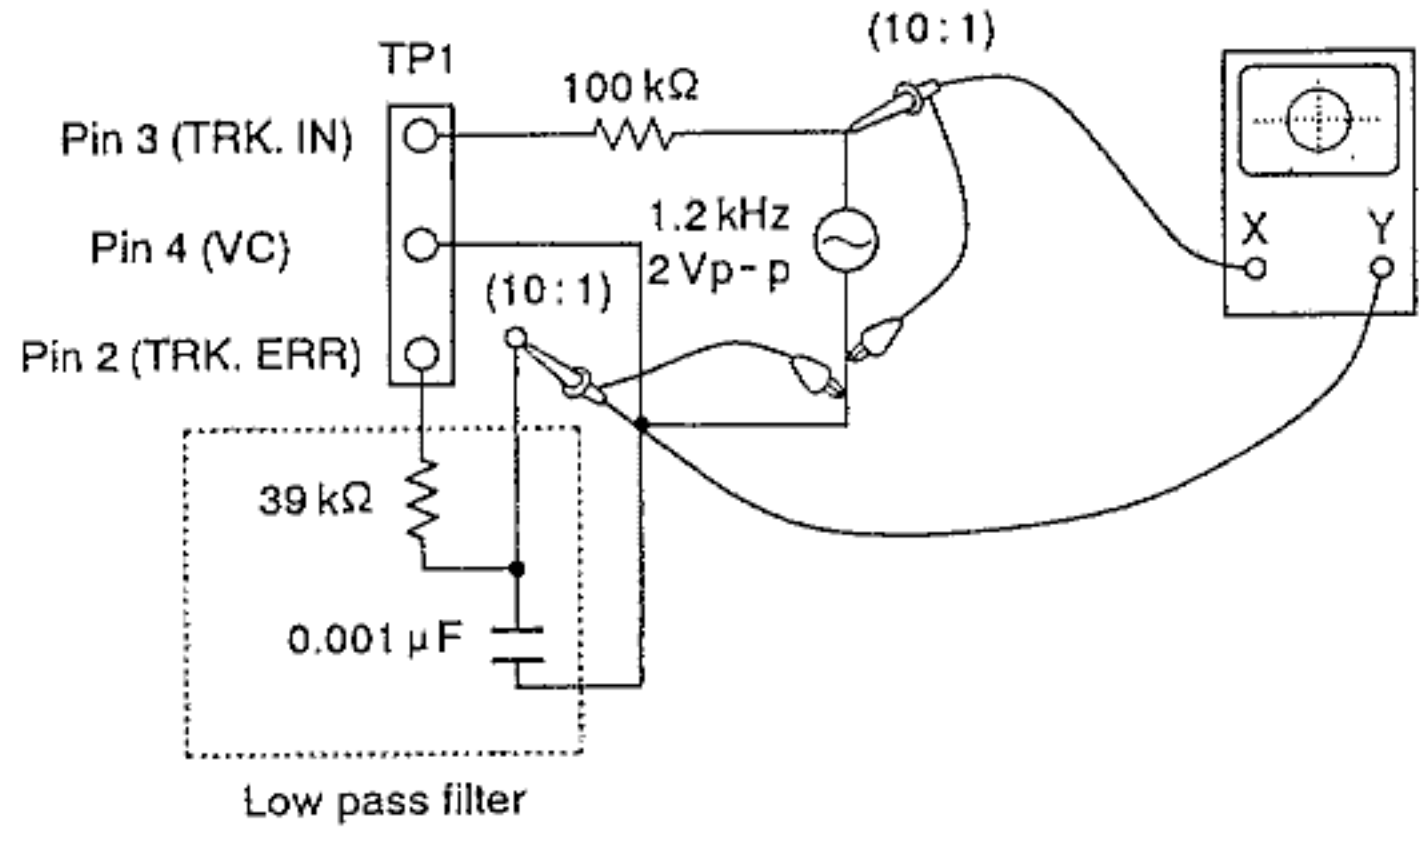 (10:1)
TP1
100 kΩ
Pin 3 (TRK. IN)
1.2 kHz
2 Vp-p
X
Y
Pin 4 (VC)
(10:1)
Pin 2 (TRK. ERR)
39 kΩ
0.001 μF
Low pass filter